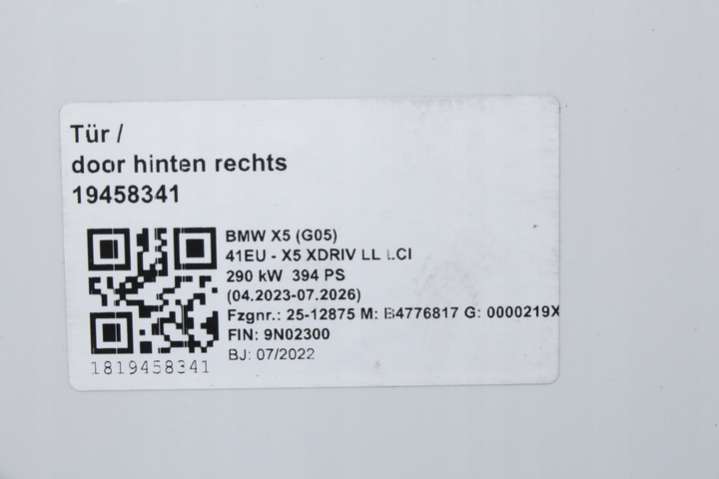 Tür /
door hinten rechts
19458341
BMW X5 (G05)
41EU - X5 XDRIV LL LCI
290 kW 394 PS
(04.2023-07.2026)
Fzgnr.: 25-12875 M: B4776817 G: 0000219X
FIN: 9N02300
BJ: 07/2022
1819458341